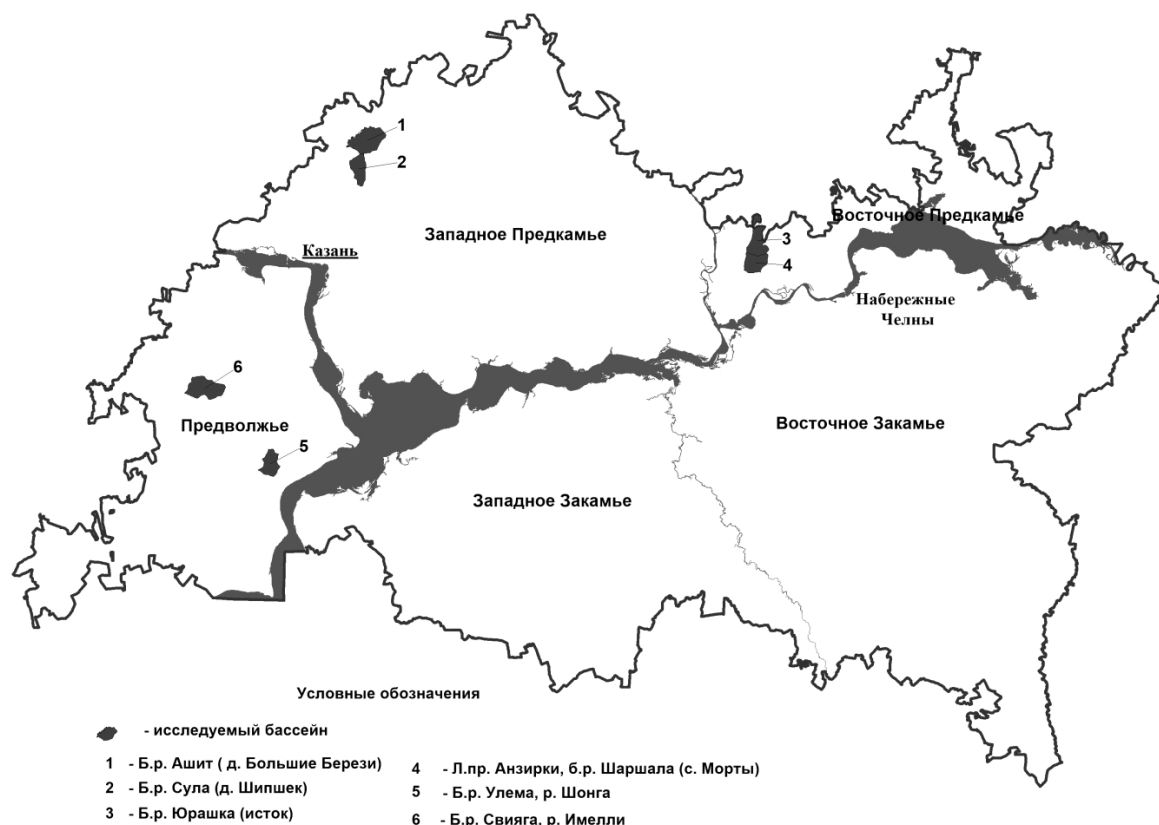 1
2
Западное Предкамье
Восточное Предкамье
3
Казань
4
Набережные
Челны
6
Предволжье
Восточное Закамье
5
Западное Закамье
Условные обозначения
- исследуемый бассейн
1 - Б.р. Ашит ( д. Большие Берези)
2 - Б.р. Сула (д. Шипшек)
3 - Б.р. Юрашка (исток)
4 - Л.пр. Анзирки, б.р. Шаршала (с. Морты)
5 - Б.р. Улема, р. Шонга
6 - Б.р. Свияга, р. Имелли